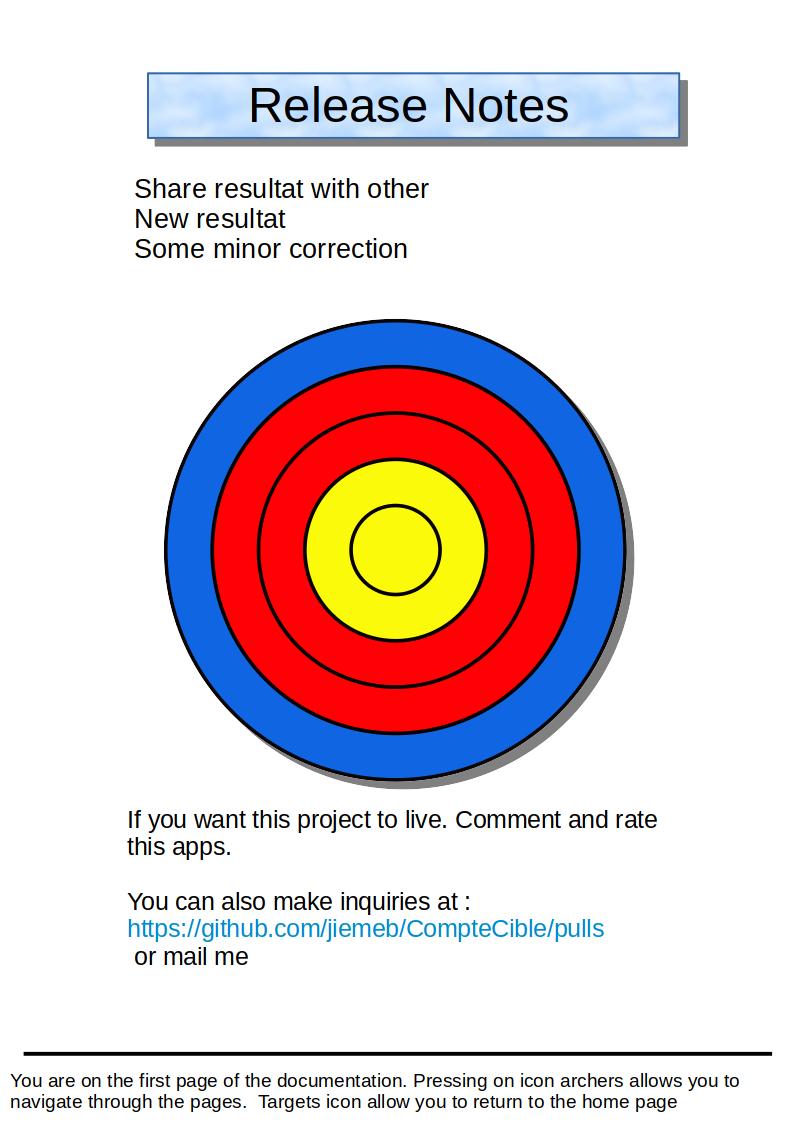 Release Notes
Share resultat with other
New resultat
Some minor correction
If you want this project to live. Comment and rate
this apps.
You can also make inquiries at :
https://github.com/jiemeb/CompteCible/pulls
or mail me
You are on the first page of the documentation. Pressing on icon archers allows you to
navigate through the pages.  Targets icon allow you to return to the home page